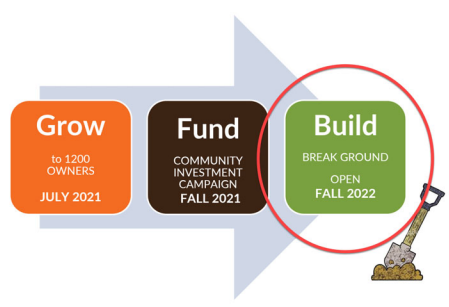 Grow
to 1200
OWNERS
JULY 2021
Fund
COMMUNITY
INVESTMENT
CAMPAIGN
FALL 2021
Build
BREAK GROUND
OPEN
FALL 2022